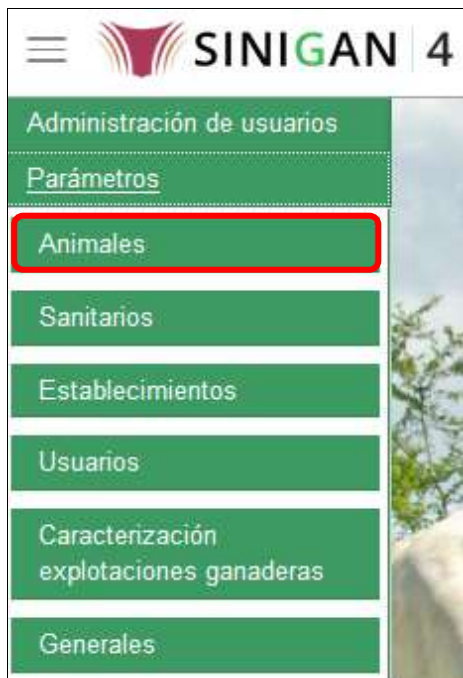 SINIGAN 4
Administración de usuarios
Parámetros
Animales
Sanitarios
Establecimientos
Usuarios
Caracterización
explotaciones ganaderas
Generales